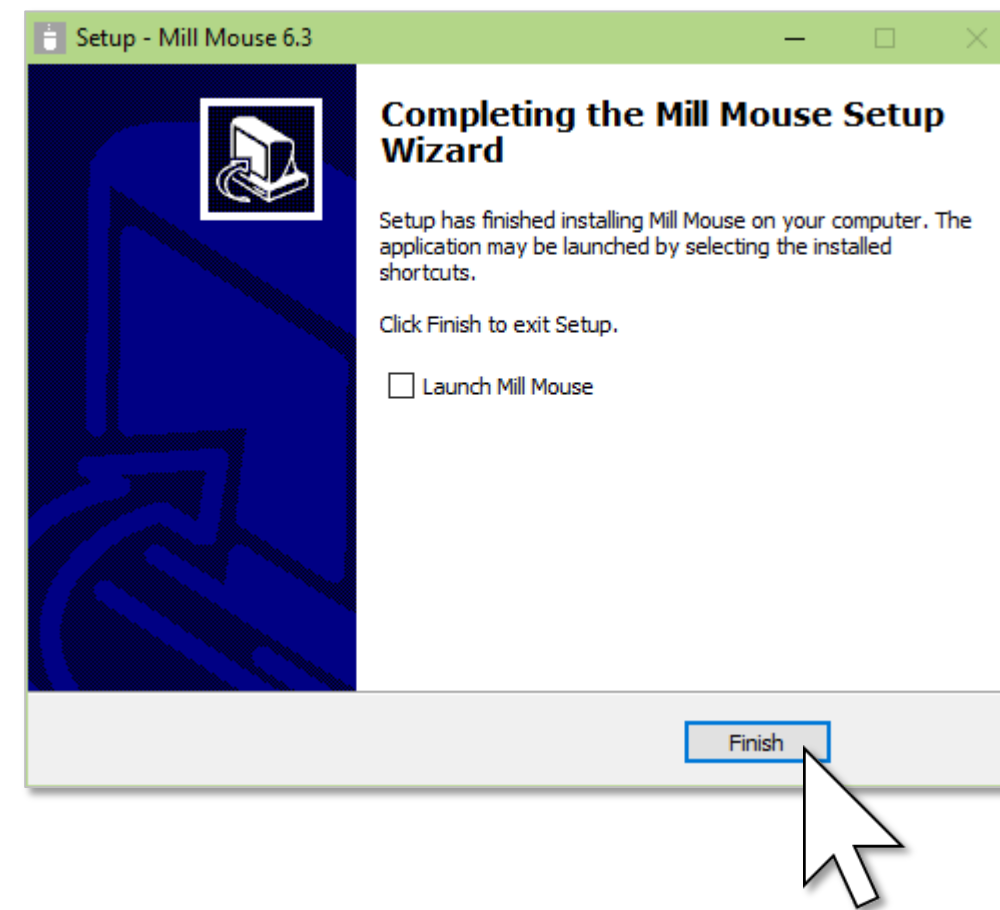 Setup - Mill Mouse 6.3
Completing the Mill Mouse Setup
Wizard
Setup has finished installing Mill Mouse on your computer. The
application may be launched by selecting the installed
shortcuts.
Click Finish to exit Setup.
Launch Mill Mouse
Finish